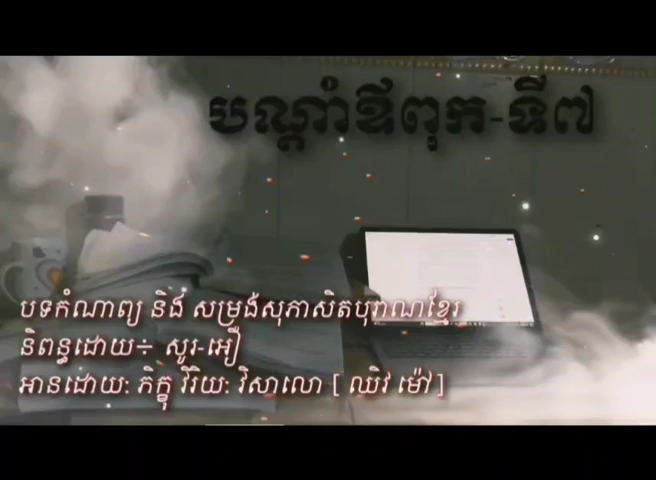 បណ្ដាំឪពុក-ទី៧
បទកំណាព្យ និង សម្រង់សុភាសិតបុរាណខ្មែរ
និពន្ធដោយ÷ សូរ-អឿ
អានដោយ: ភិក្ខុ វិរិយ: វិសាលោ [ ឈិវ ម៉ៅ ]